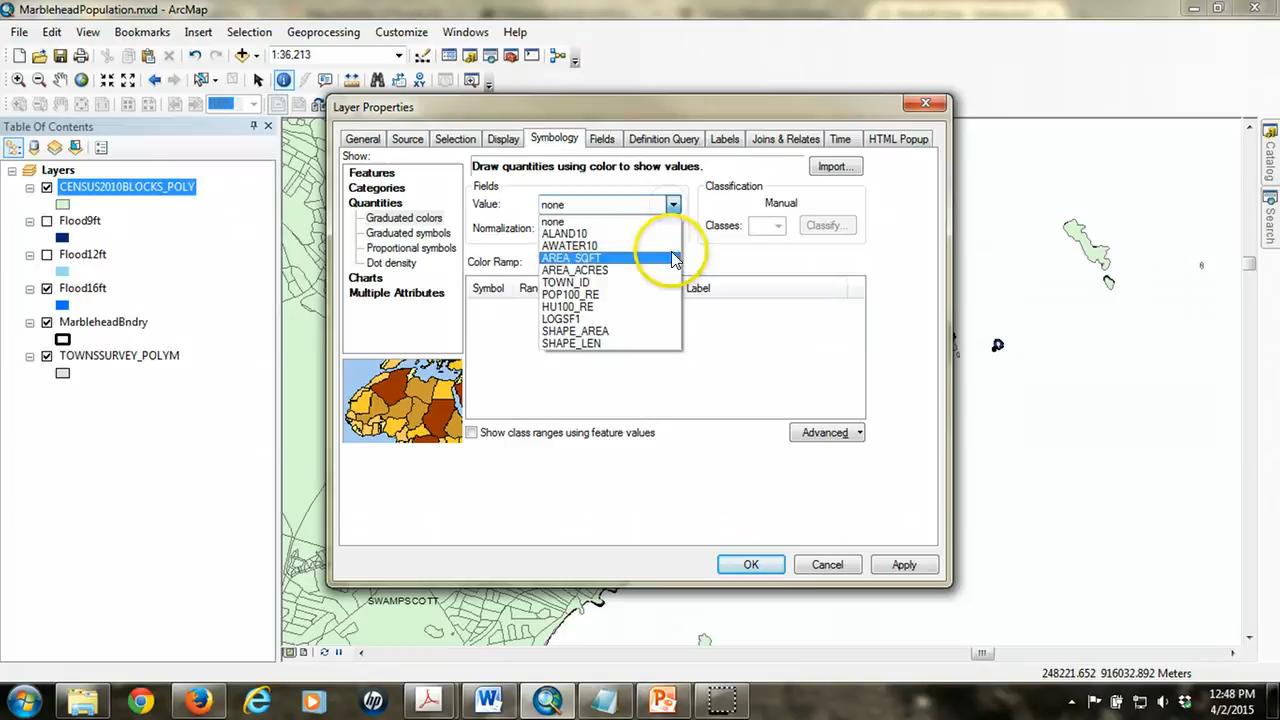 MarbleheadPopulation.mxd - ArcMap
File Edit View Bookmarks Insert Selection Geoprocessing Customize Windows Help
1:36,213
Table Of Contents
Layers
CENSUS2010BLOCKS_POLY
Flood9ft
Flood12ft
Flood16ft
MarbleheadBndry
TOWNSSURVEY_POLYM
Layer Properties
General Source Selection Display Symbology Fields Definition Query Labels Joins & Relates Time HTML Popup
Show:
Features
Categories
Quantities
Graduated colors
Graduated symbols
Proportional symbols
Dot density
Charts
Multiple Attributes
Draw quantities using color to show values.
Import...
Fields
Value: none
Normalization:
none
ALAND10
AWATER10
AREA_SQFT
AREA_ACRES
TOWN_ID
POP100_RE
HU100_RE
LOGSF1
SHAPE_AREA
SHAPE_LEN
Classification
Manual
Classes: Classify...
Color Ramp:
Symbol Ran Label
Show class ranges using feature values
Advanced
OK Cancel Apply
SWAMPSCOTT
Catalog
Search
248221.652 916032.892 Meters
12:48 PM
4/2/2015